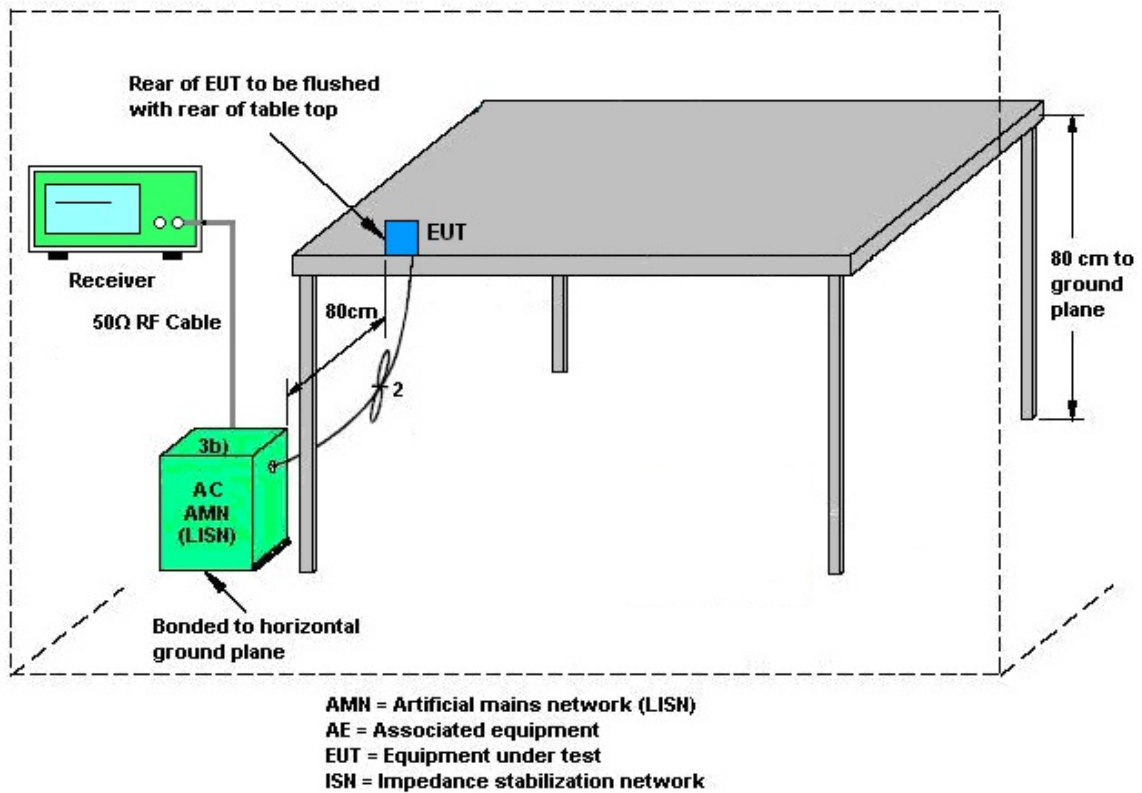 Rear of EUT to be flushed
with rear of table top
EUT
Receiver
80 cm to
ground
plane
80cm
50Ω RF Cable
2
3b)
AC
AMN
(LISN)
Bonded to horizontal
ground plane
AMN = Artificial mains network (LISN)
AE = Associated equipment
EUT = Equipment under test
ISN = Impedance stabilization network